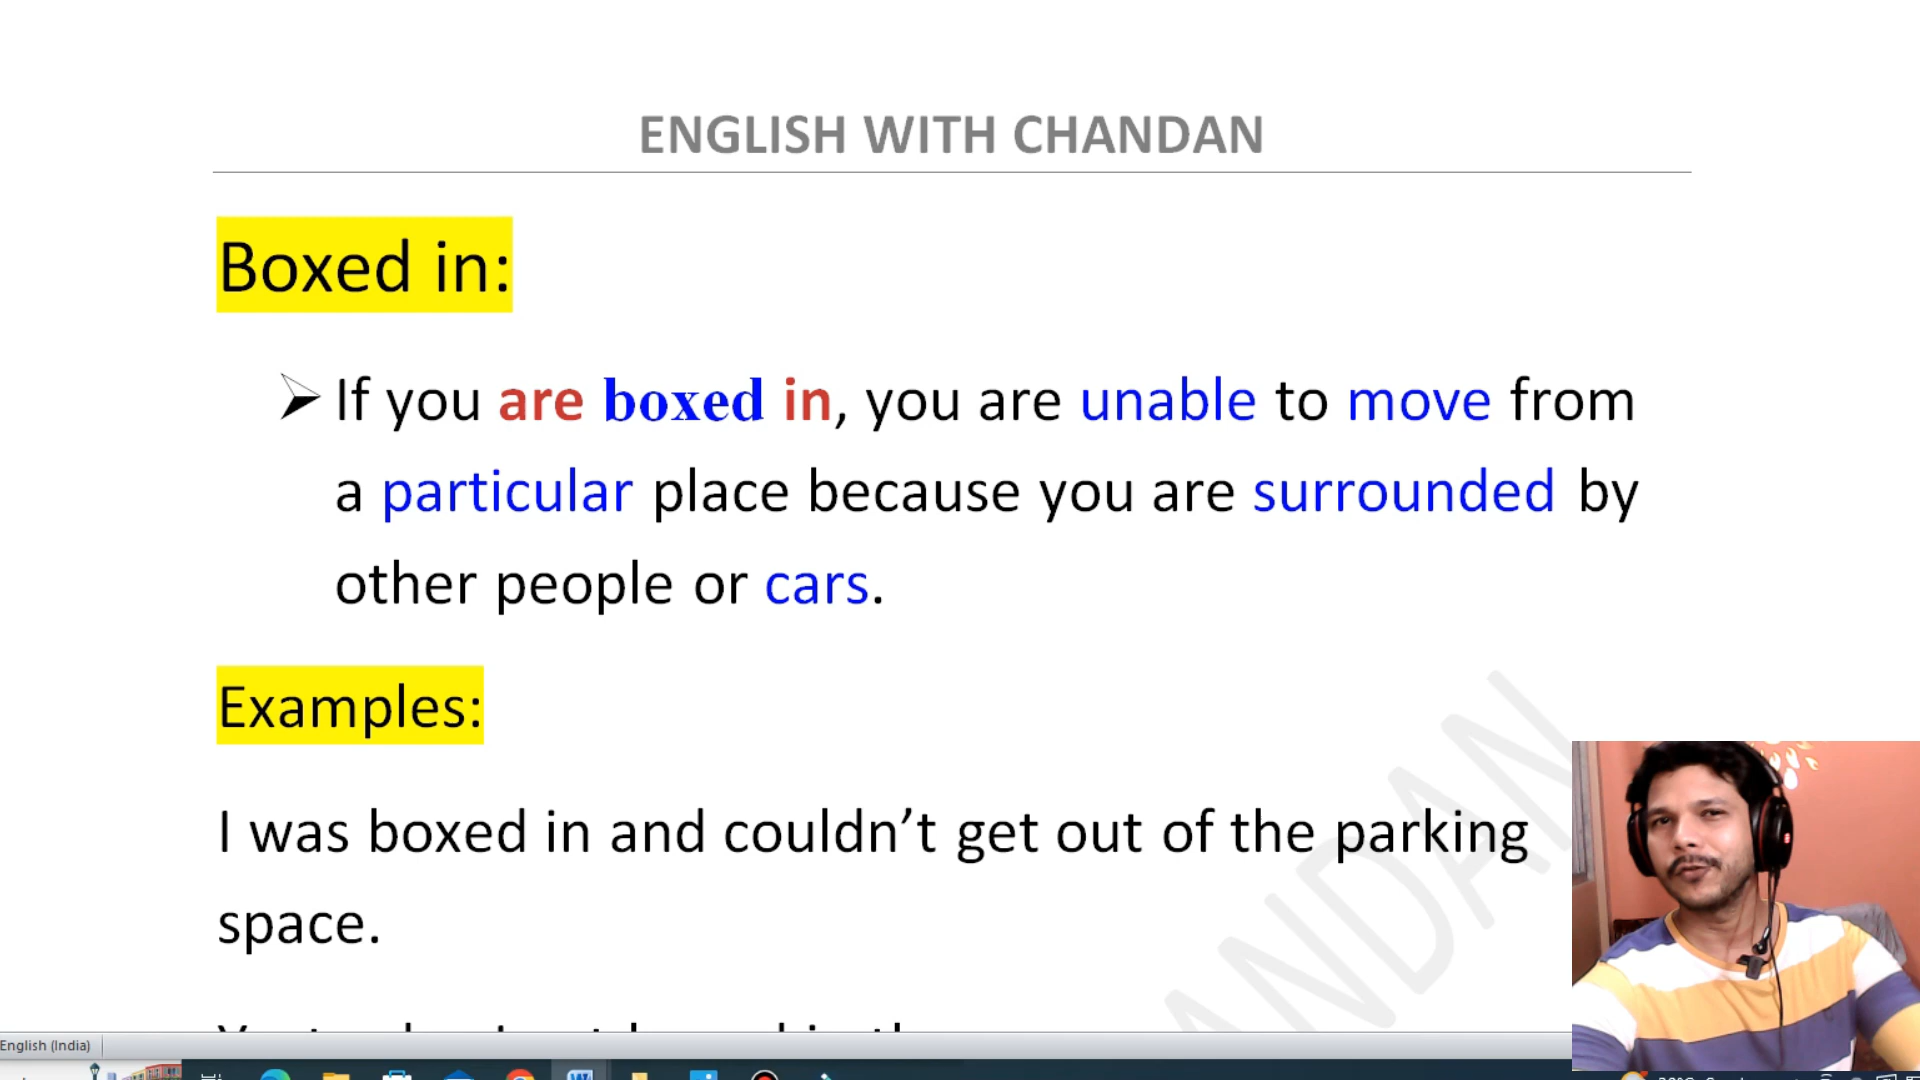 ENGLISH WITH CHANDAN
Boxed in:
If you are boxed in, you are unable to move from
a particular place because you are surrounded by
other people or cars.
Examples:
I was boxed in and couldn’t get out of the parking
space.
English (India)